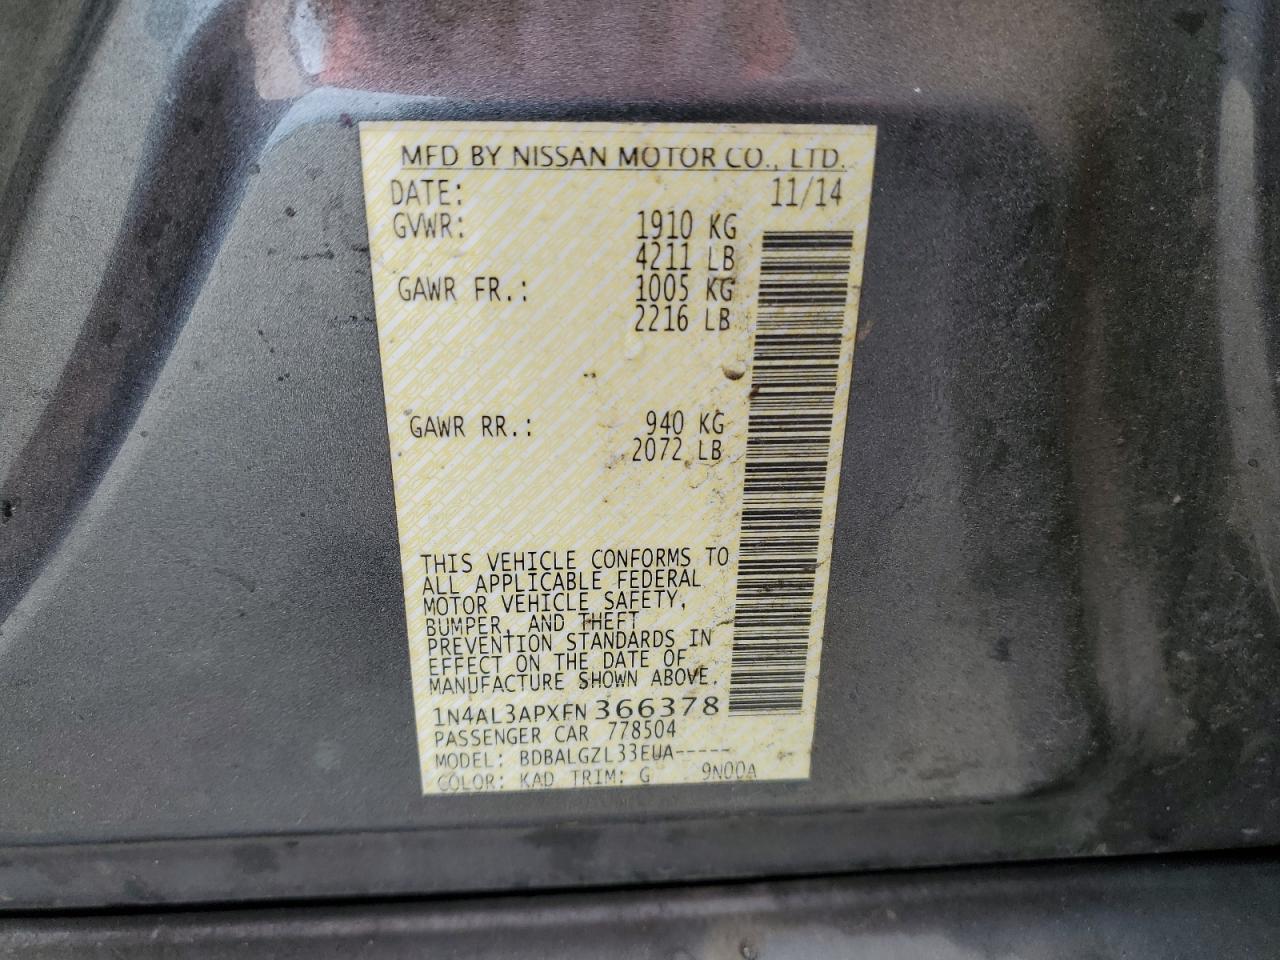 MFD BY NISSAN MOTOR CO., LTD.
DATE: 11/14
GVWR: 1910 KG
4211 LB
GAWR FR.: 1005 KG
2216 LB
GAWR RR.: 940 KG
2072 LB
THIS VEHICLE CONFORMS TO
ALL APPLICABLE FEDERAL
MOTOR VEHICLE SAFETY,
BUMPER, AND THEFT
PREVENTION STANDARDS IN
EFFECT ON THE DATE OF
MANUFACTURE SHOWN ABOVE.
1N4AL3APXFN366378
PASSENGER CAR 778504
MODEL: BDBALGZL33EUA-----
COLOR: KAD TRIM: G 9N00A